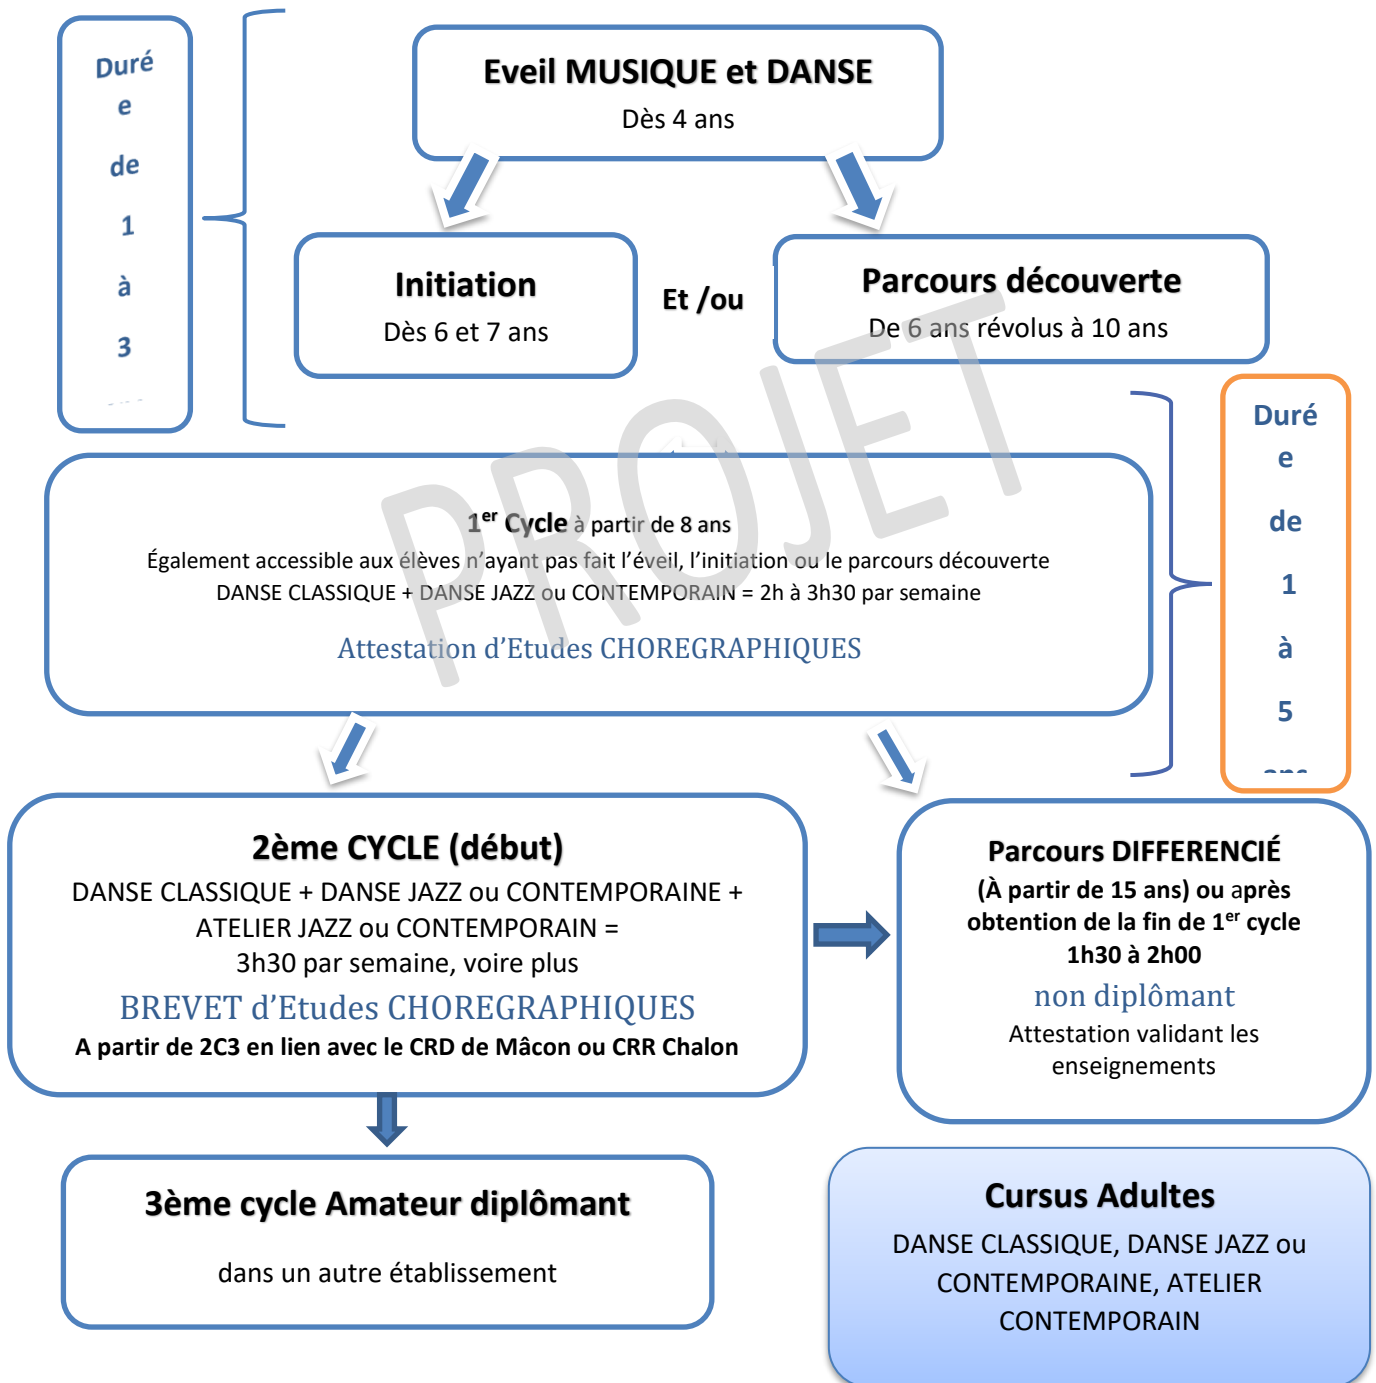 Duré
e
de
1
à
3
Eveil MUSIQUE et DANSE
Dès 4 ans
Initiation
Dès 6 et 7 ans
Et /ou
Parcours découverte
De 6 ans révolus à 10 ans
PROJET
1er Cycle à partir de 8 ans
Également accessible aux élèves n’ayant pas fait l’éveil, l’initiation ou le parcours découverte
DANSE CLASSIQUE + DANSE JAZZ ou CONTEMPORAIN = 2h à 3h30 par semaine
Attestation d’Etudes CHOREGRAPHIQUES
Duré
e
de
1
à
5
ans
2ème CYCLE (début)
DANSE CLASSIQUE + DANSE JAZZ ou CONTEMPORAINE +
ATELIER JAZZ ou CONTEMPORAIN =
3h30 par semaine, voire plus
BREVET d’Etudes CHOREGRAPHIQUES
A partir de 2C3 en lien avec le CRD de Mâcon ou CRR Chalon
Parcours DIFFERENCIÉ
(À partir de 15 ans) ou après
obtention de la fin de 1er cycle
1h30 à 2h00
non diplômant
Attestation validant les
enseignements
3ème cycle Amateur diplômant
dans un autre établissement
Cursus Adultes
DANSE CLASSIQUE, DANSE JAZZ ou
CONTEMPORAINE, ATELIER
CONTEMPORAIN